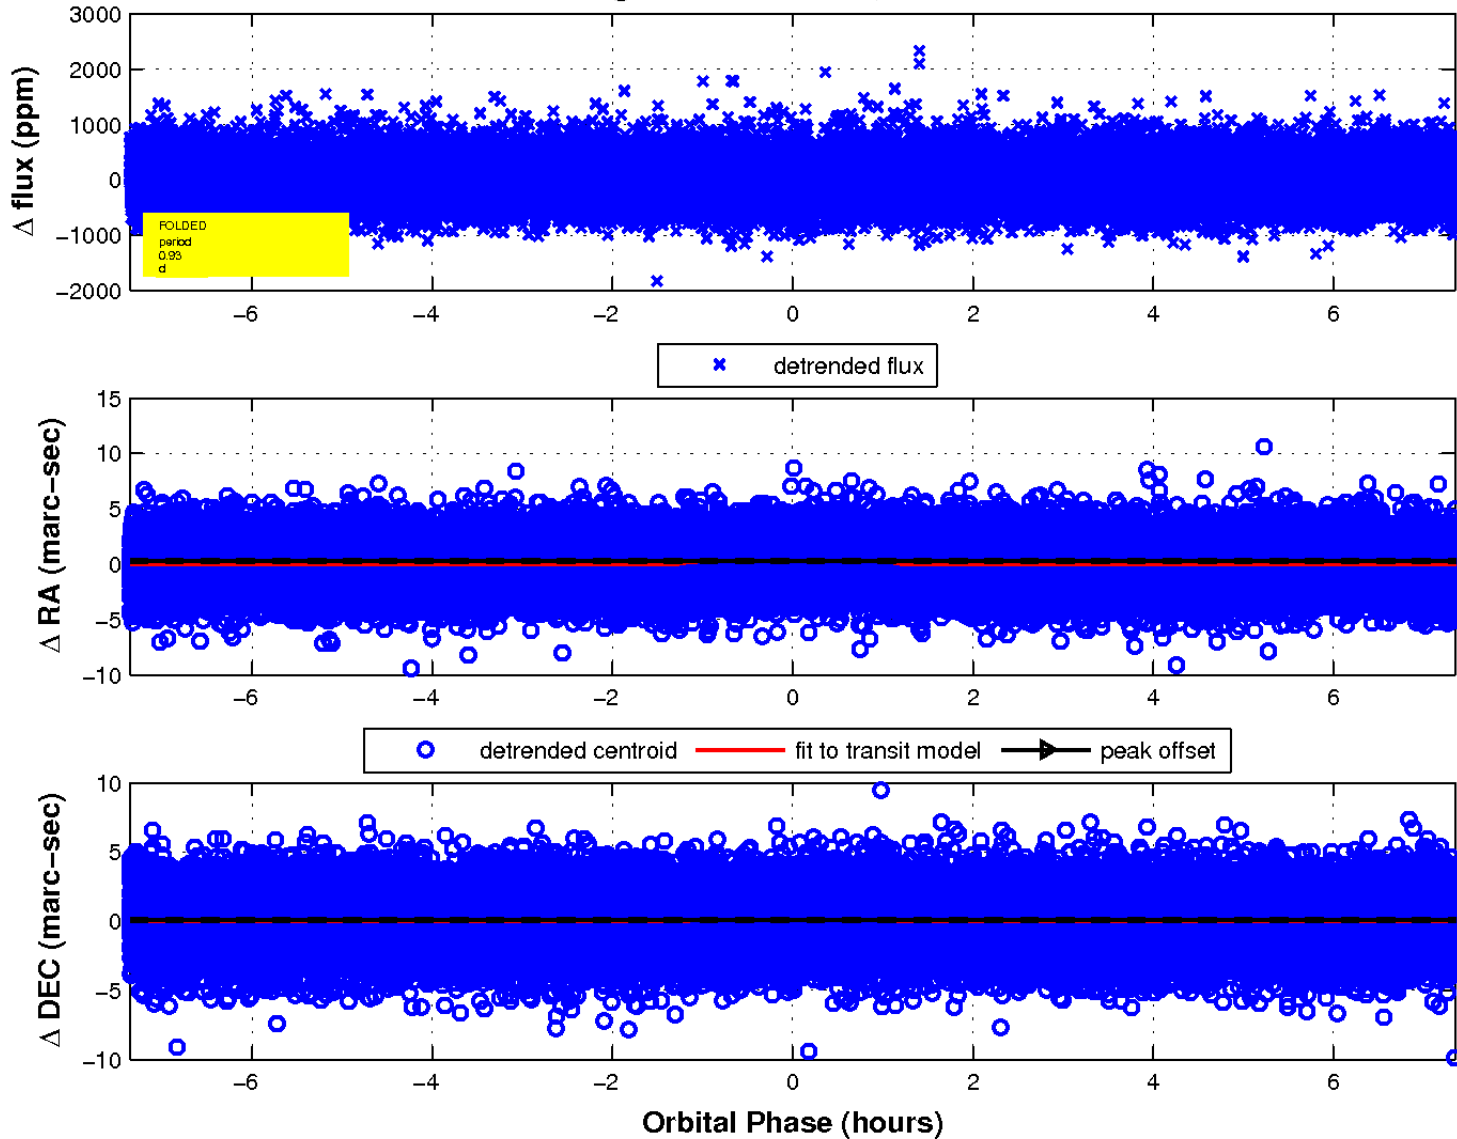 3000
2000
1000
0
−1000
−2000
Δ flux (ppm)
FOLDED
period
0.93
d
−6 −4 −2 0 2 4 6
detrended flux
15
10
5
0
−5
−10
Δ RA (marc−sec)
−6 −4 −2 0 2 4 6
detrended centroid fit to transit model peak offset
10
5
0
−5
−10
Δ DEC (marc−sec)
−6 −4 −2 0 2 4 6
Orbital Phase (hours)